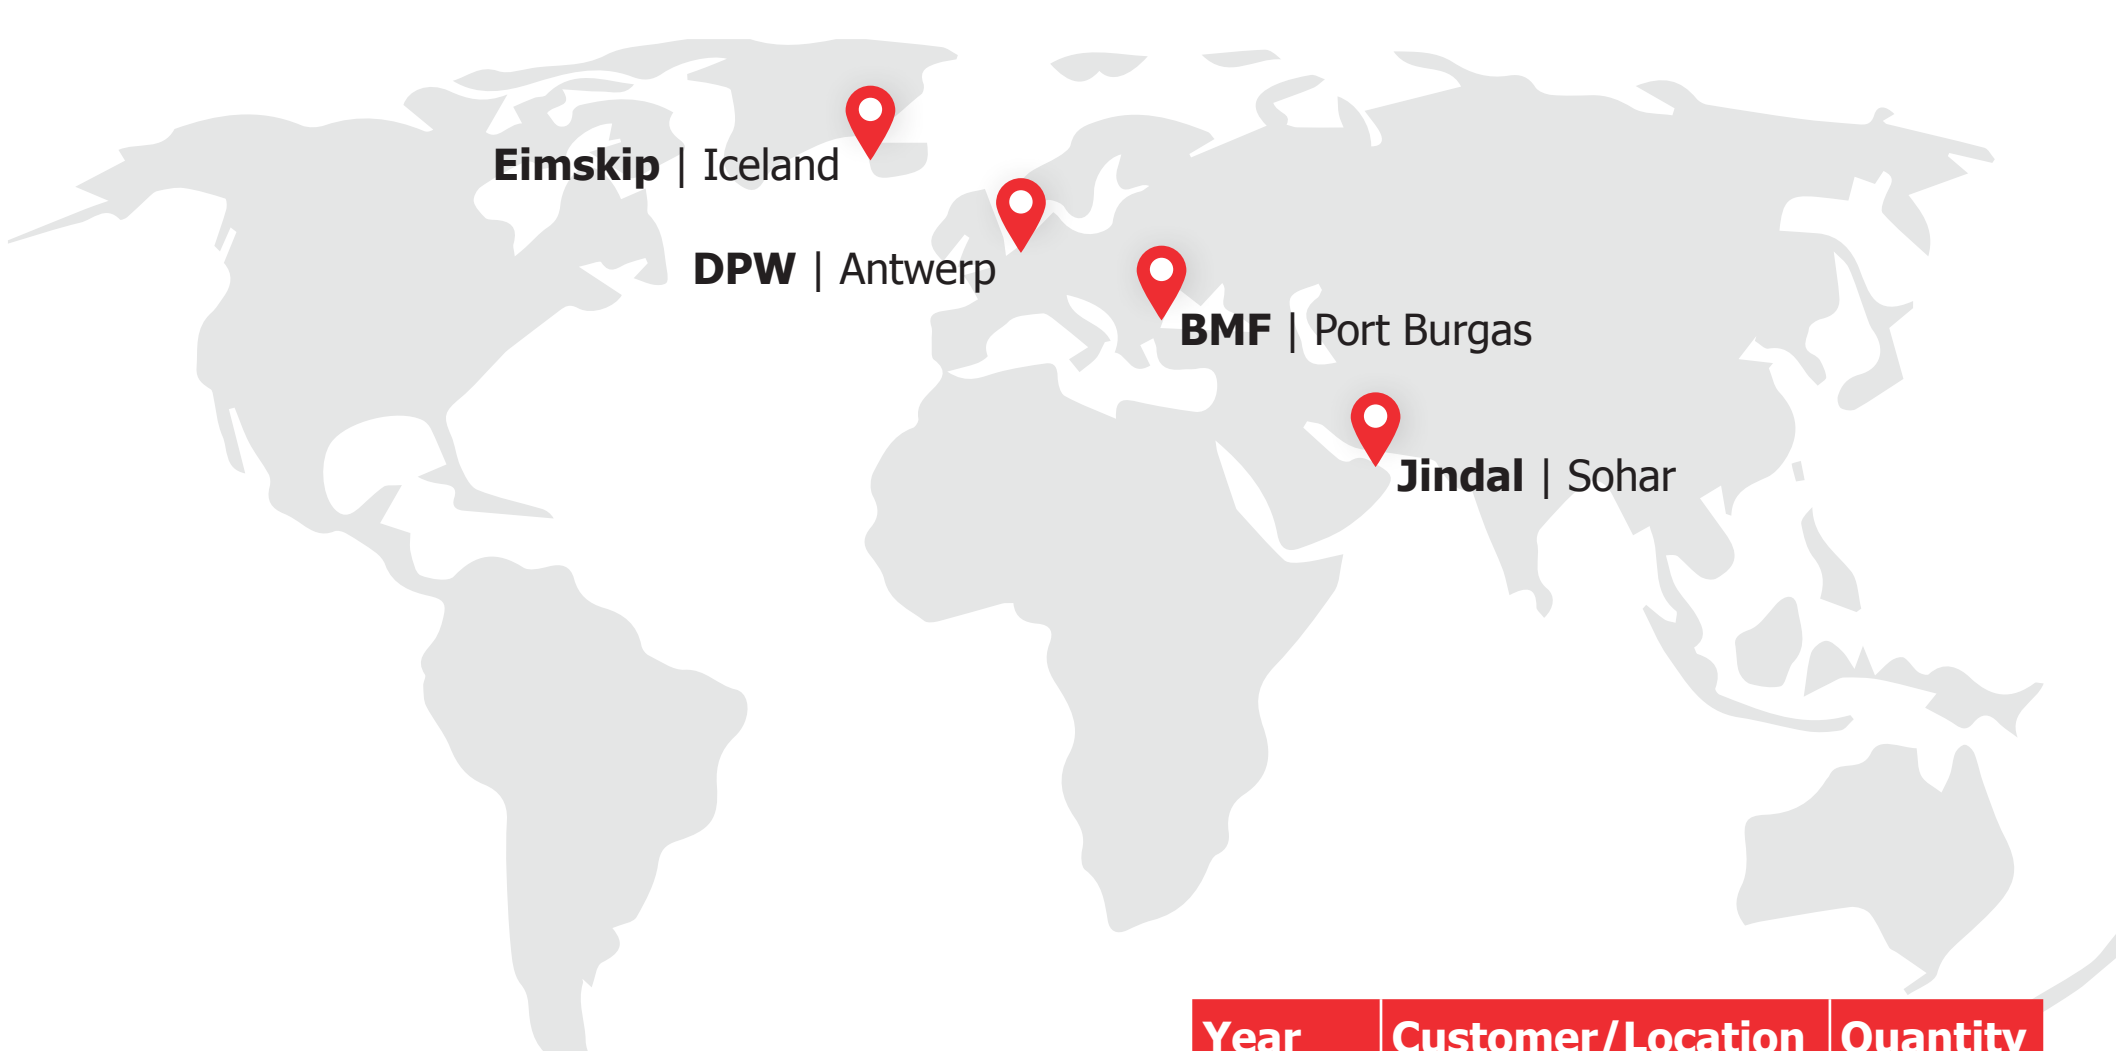 Eimskip | Iceland
DPW | Antwerp
BMF | Port Burgas
Jindal | Sohar
Year Customer/Location Quantity